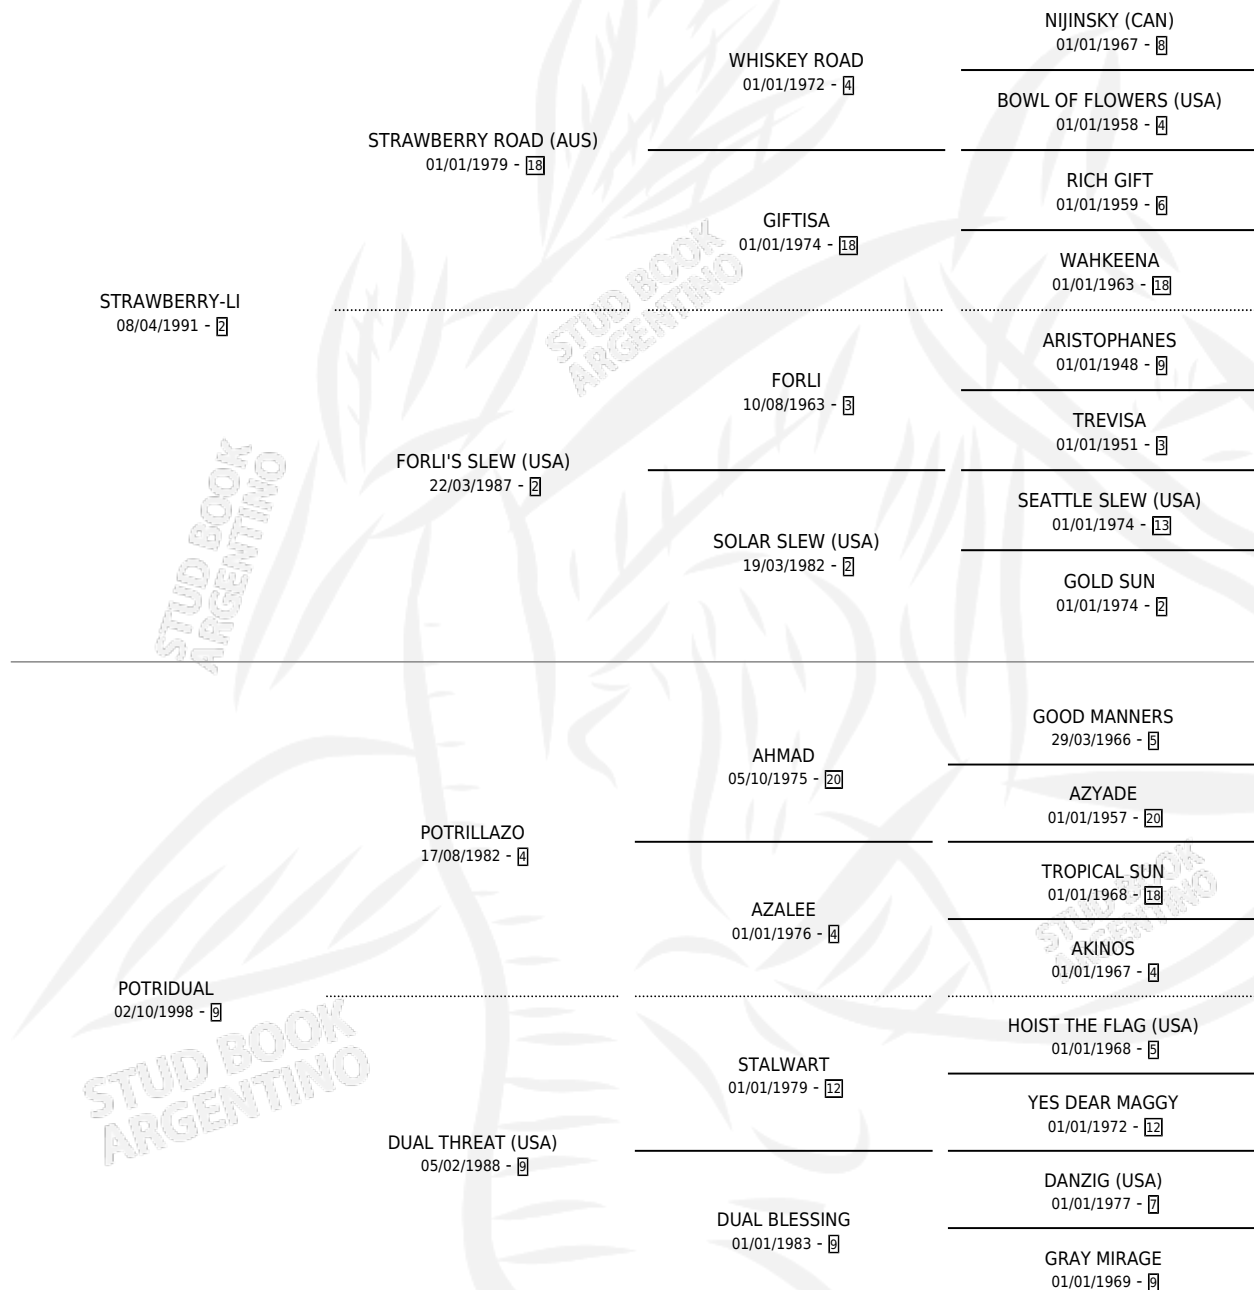 NIJINSKY (CAN)
01/01/1967 - 8
WHISKEY ROAD
01/01/1972 - 4
BOWL OF FLOWERS (USA)
01/01/1958 - 4
STRAWBERRY ROAD (AUS)
01/01/1979 - 18
RICH GIFT
01/01/1959 - 6
GIFTISA
01/01/1974 - 18
WAHKEENA
01/01/1963 - 18
STRAWBERRY-LI
08/04/1991 - 2
ARISTOPHANES
01/01/1948 - 9
FORLI
10/08/1963 - 3
TREVISA
01/01/1951 - 3
FORLI'S SLEW (USA)
22/03/1987 - 2
SEATTLE SLEW (USA)
01/01/1974 - 13
SOLAR SLEW (USA)
19/03/1982 - 2
GOLD SUN
01/01/1974 - 2
STUD BOOK
ARGENTINO
STUD BOOK
ARGENTINO
GOOD MANNERS
29/03/1966 - 5
AHMAD
05/10/1975 - 20
AZYADE
01/01/1957 - 20
POTRILLAZO
17/08/1982 - 4
TROPICAL SUN
01/01/1968 - 18
AZALEE
01/01/1976 - 4
AKINOS
01/01/1967 - 4
POTRIDUAL
02/10/1998 - 9
HOIST THE FLAG (USA)
01/01/1968 - 5
STALWART
01/01/1979 - 12
YES DEAR MAGGY
01/01/1972 - 12
DUAL THREAT (USA)
05/02/1988 - 9
DANZIG (USA)
01/01/1977 - 7
DUAL BLESSING
01/01/1983 - 9
GRAY MIRAGE
01/01/1969 - 9
STUD BOOK
ARGENTINO
STUD BOOK
ARGENTINO